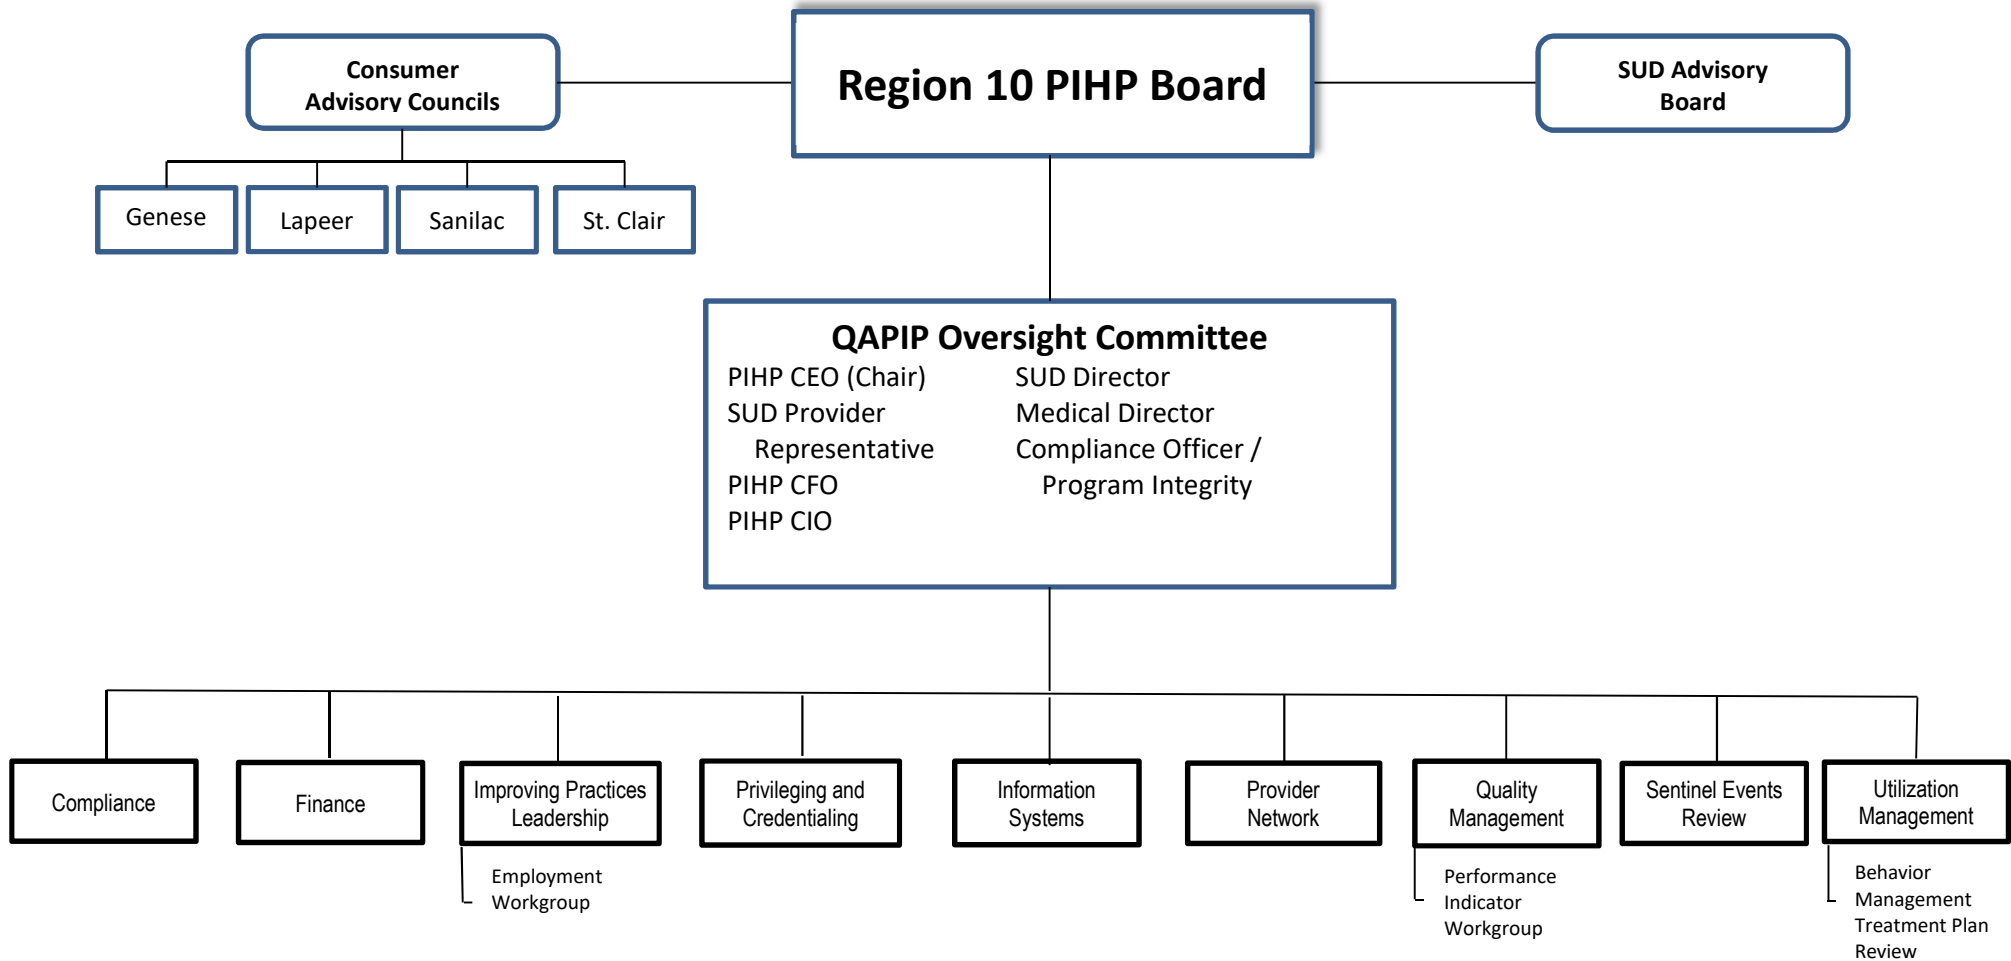 Consumer
Advisory Councils
Region 10 PIHP Board
SUD Advisory
Board
Genese
Lapeer
Sanilac
St. Clair
QAPIP Oversight Committee
PIHP CEO (Chair)
SUD Provider
Representative
PIHP CFO
PIHP CIO
SUD Director
Medical Director
Compliance Officer /
Program Integrity
Compliance
Finance
Improving Practices
Leadership
Privileging and
Credentialing
Information
Systems
Provider
Network
Quality
Management
Sentinel Events
Review
Utilization
Management
Employment
Workgroup
Performance
Indicator
Workgroup
Behavior
Management
Treatment Plan
Review